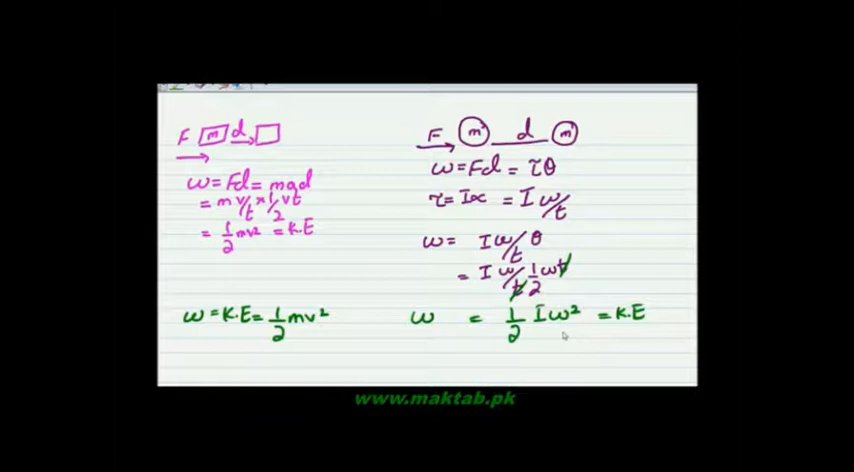 F m d
ω = Fd = mad
= m v/t × 1/2 vt
= 1/2 mv² = K.E
ω = K.E = 1/2 mv²
F m d m
ω = Fd = τθ
τ = Iα = I ω/t
ω = I ω/t θ
= I ω/t 1/2 ωt
ω = 1/2 Iω² = K.E
www.maktab.pk